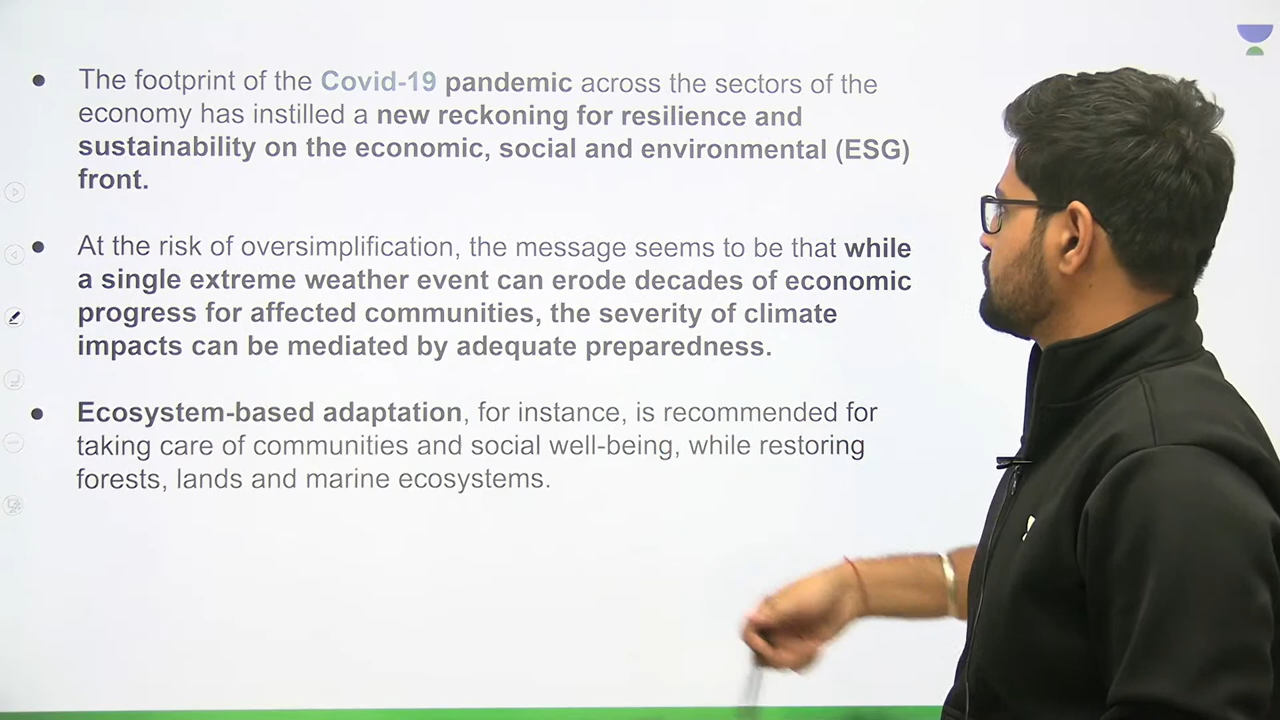 The footprint of the Covid-19 pandemic across the sectors of the
economy has instilled a new reckoning for resilience and
sustainability on the economic, social and environmental (ESG)
front.
At the risk of oversimplification, the message seems to be that while
a single extreme weather event can erode decades of economic
progress for affected communities, the severity of climate
impacts can be mediated by adequate preparedness.
Ecosystem-based adaptation, for instance, is recommended for
taking care of communities and social well-being, while restoring
forests, lands and marine ecosystems.